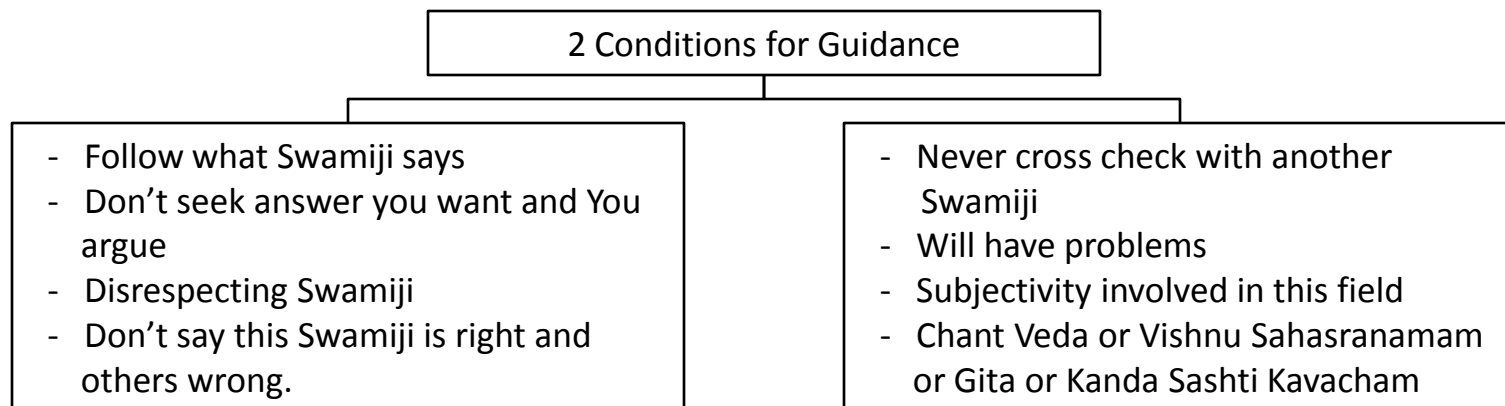 2 Conditions for Guidance
- Follow what Swamiji says
- Don’t seek answer you want and You
argue
- Disrespecting Swamiji
- Don’t say this Swamiji is right and
others wrong.
- Never cross check with another
Swamiji
- Will have problems
- Subjectivity involved in this field
- Chant Veda or Vishnu Sahasranamam
or Gita or Kanda Sashti Kavacham